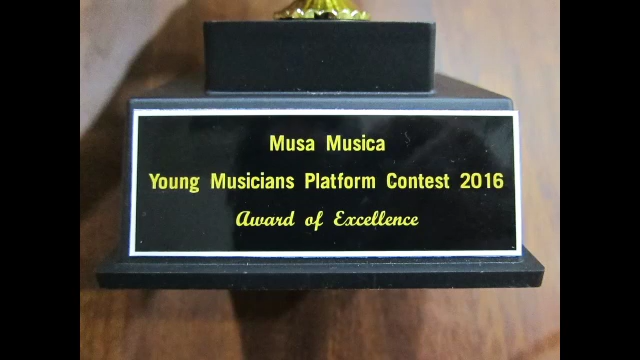 Musa Musica
Young Musicians Platform Contest 2016
Award of Excellence